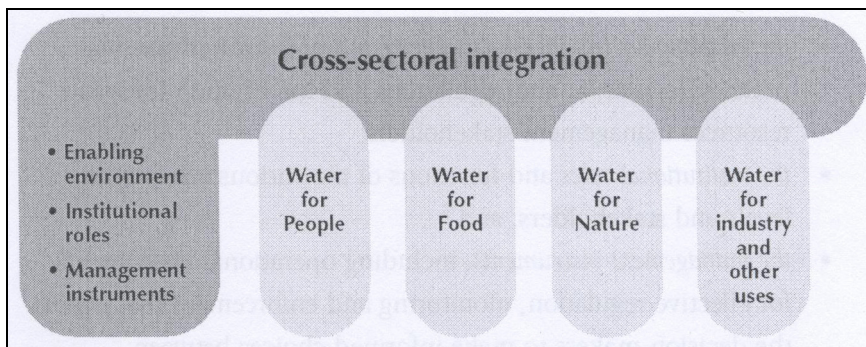 Cross-sectoral integration
• Enabling
environment
• Institutional
roles
• Management
instruments
Water
for
People
Water
for
Food
Water
for
Nature
Water
for
industry
and
other
uses